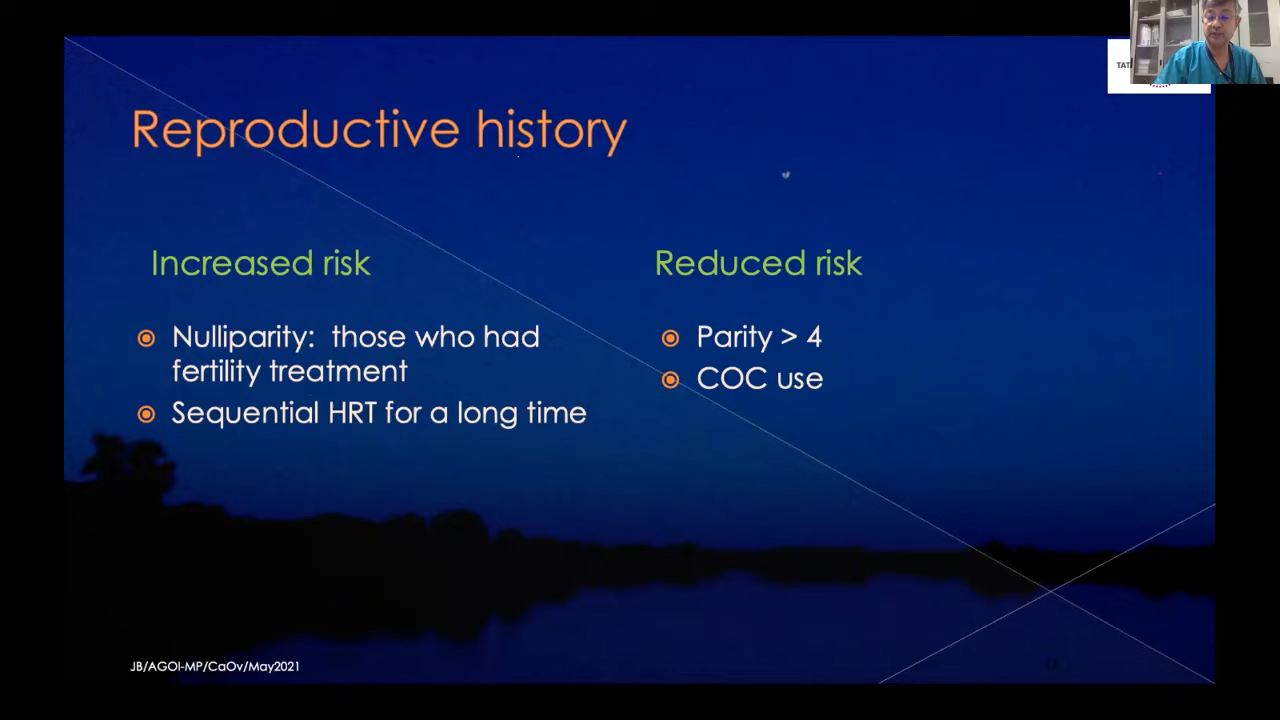 Reproductive history
Increased risk
Nulliparity: those who had
fertility treatment
Sequential HRT for a long time
Reduced risk
Parity > 4
COC use
JB/AGOI-MP/CaOv/May2021